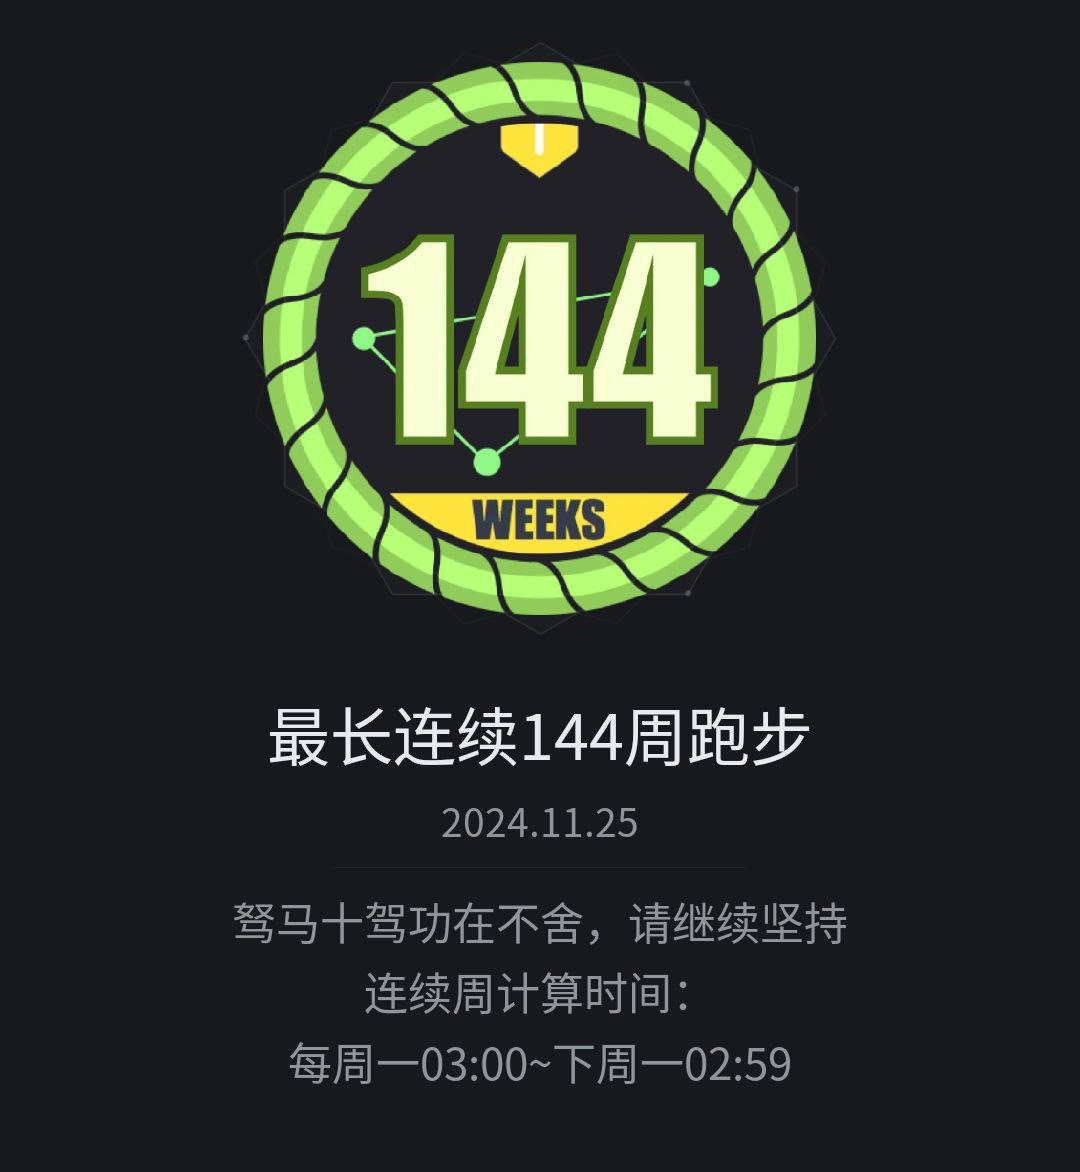 144
WEEKS
最长连续144周跑步
2024.11.25
驽马十驾功在不舍，请继续坚持
连续周计算时间：
每周一03:00~下周一02:59